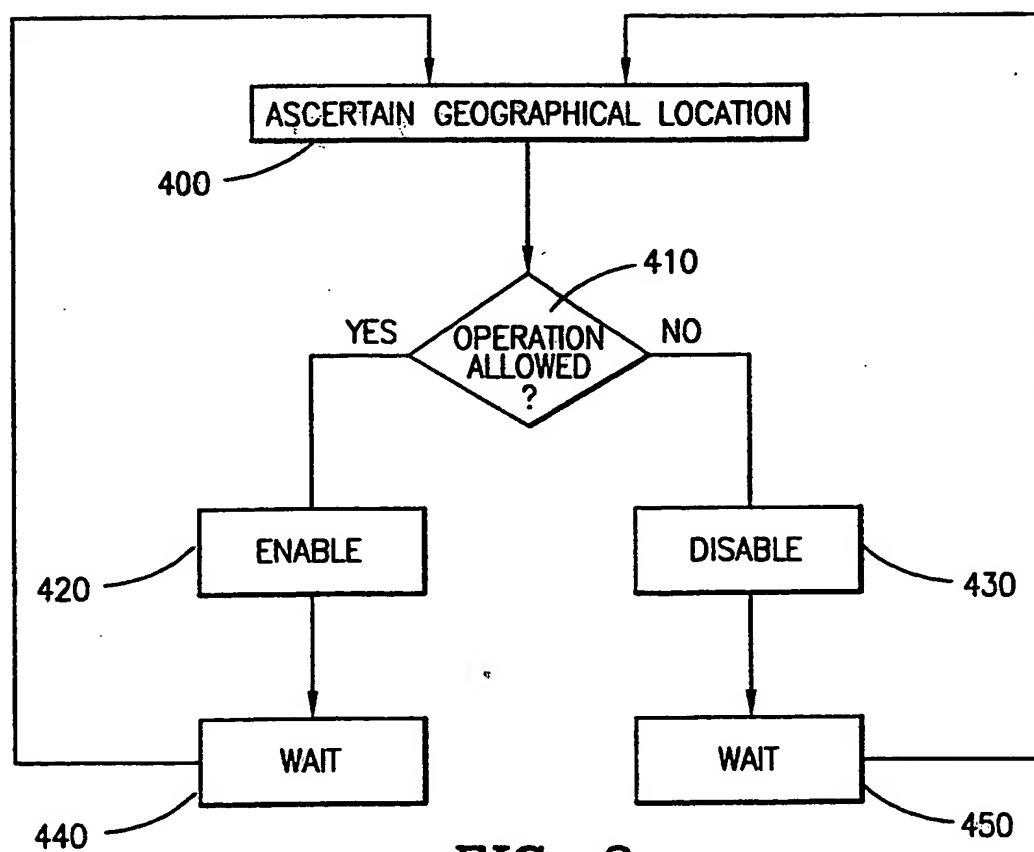 ASCERTAIN GEOGRAPHICAL LOCATION
400
410
YES
OPERATION
ALLOWED
?
NO
ENABLE
420
DISABLE
430
WAIT
440
WAIT
450